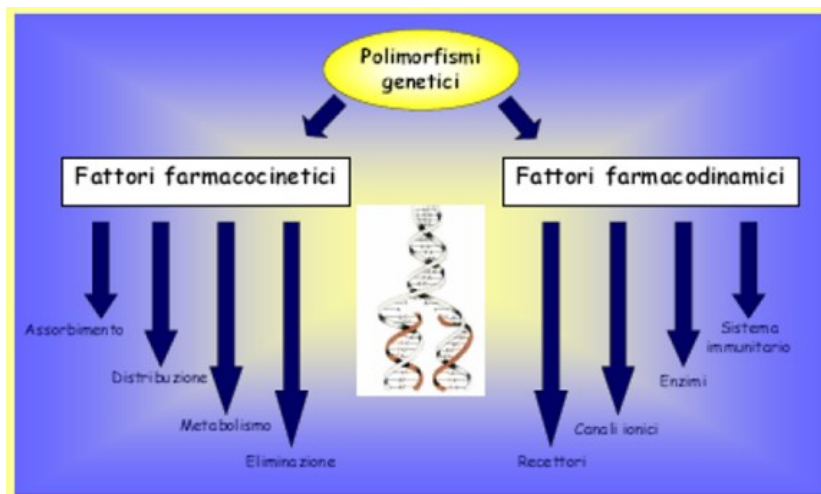 Polimorfismi
genetici
Fattori farmacocinetici
Fattori farmacodinamici
Assorbimento
Distribuzione
Metabolismo
Eliminazione
Recettori
Canali ionici
Enzimi
Sistema
immunitario